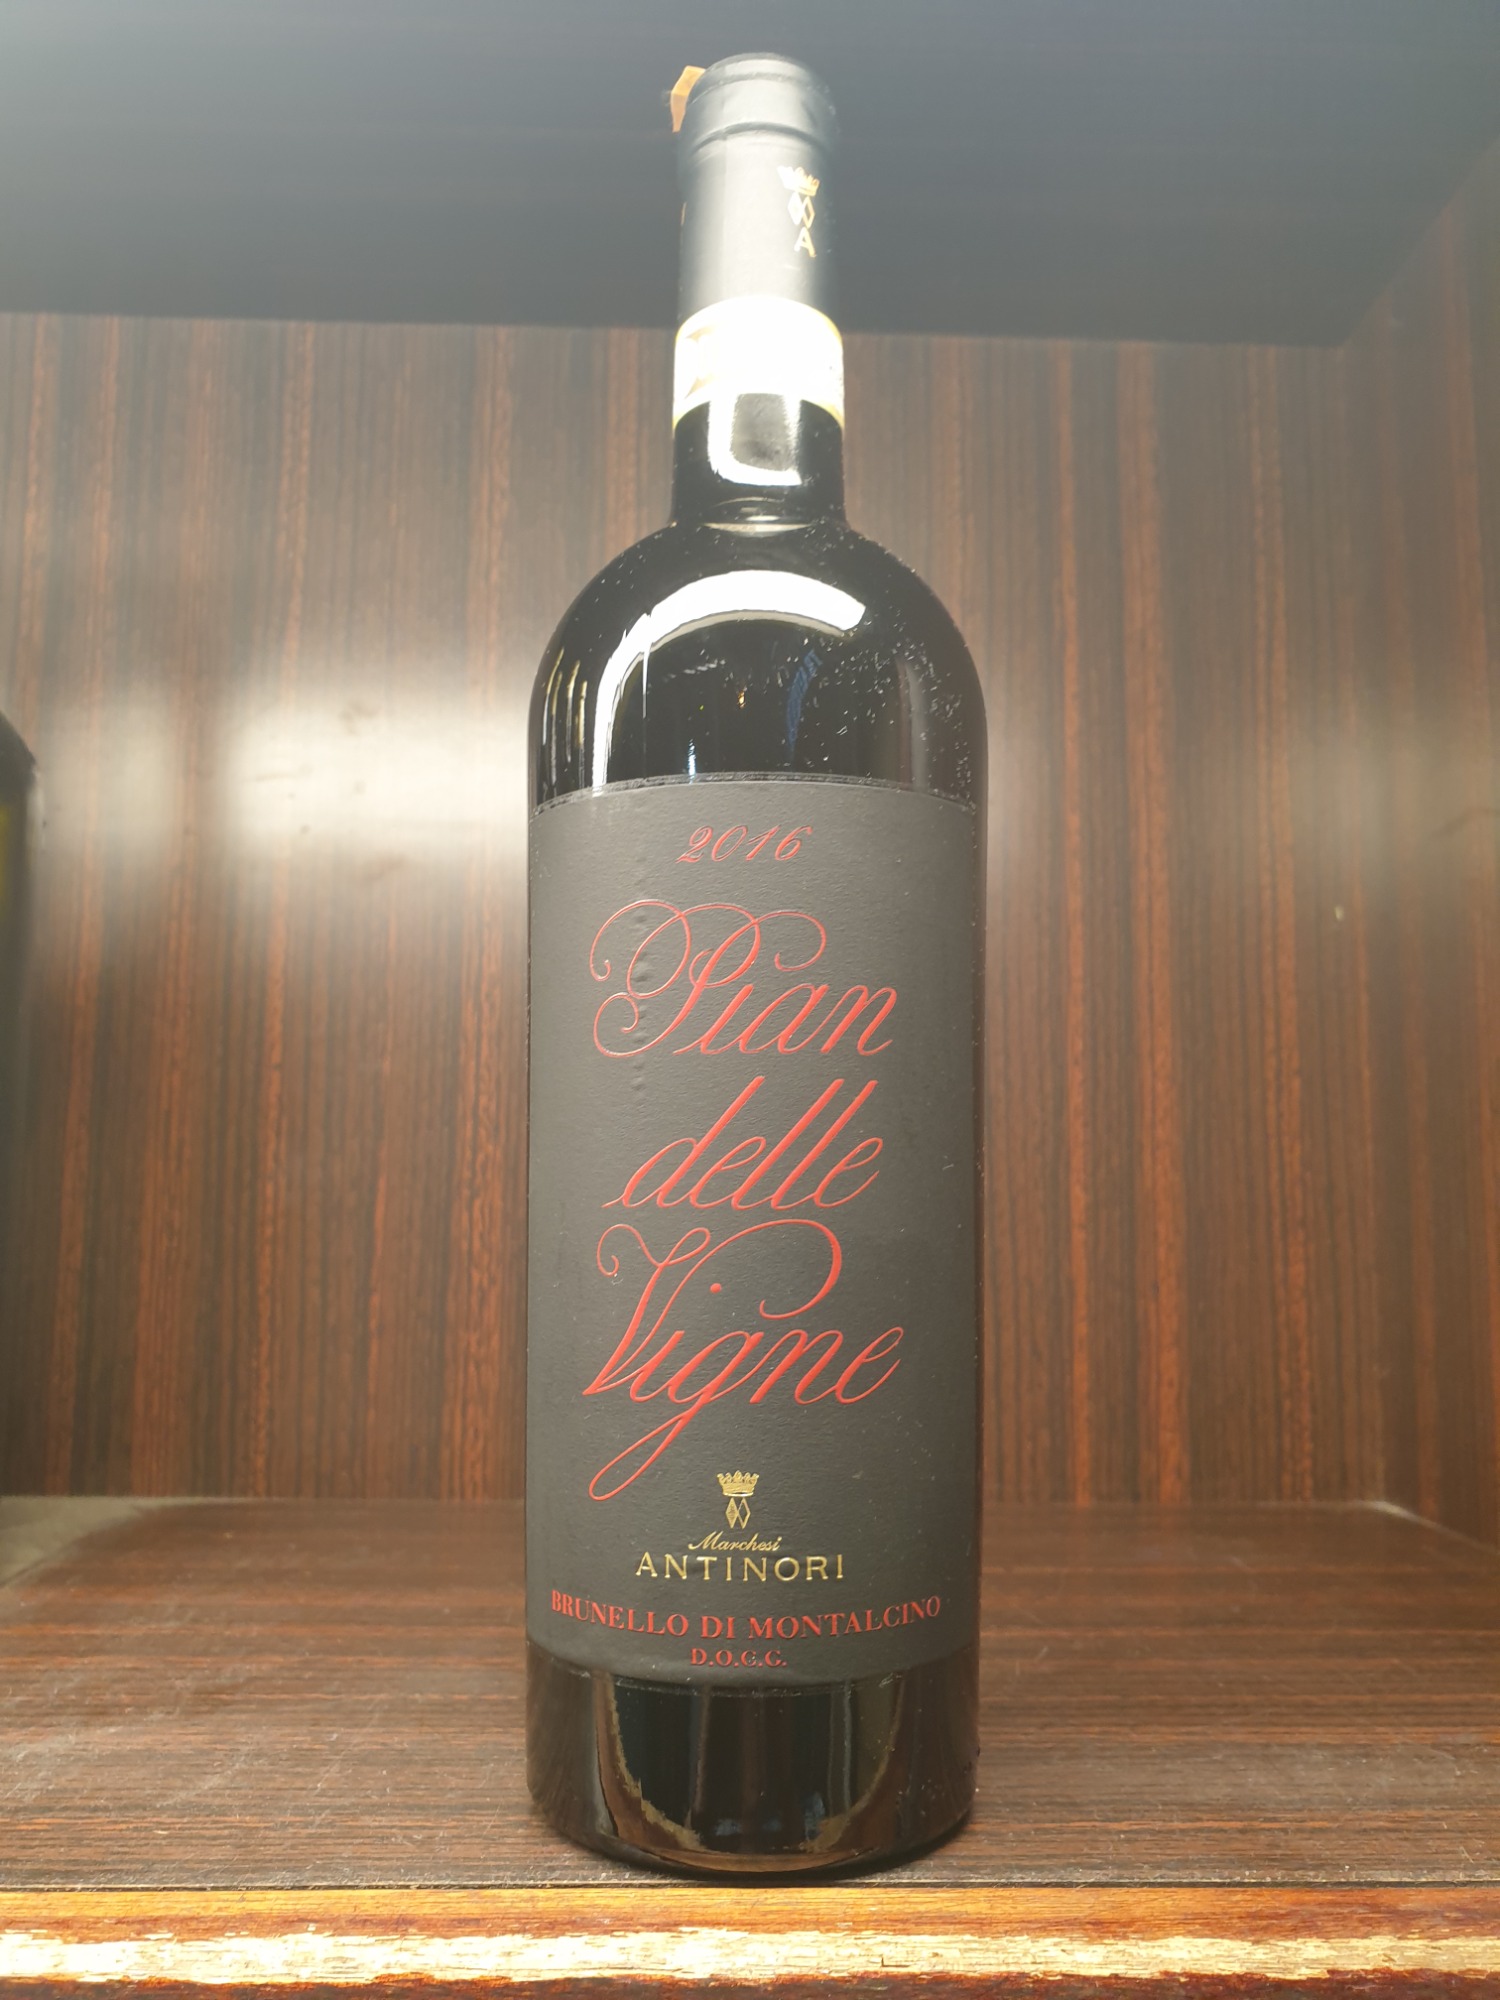 A
2016
Pian
delle
Vigne
Marchesi
ANTINORI
BRUNELLO DI MONTALCINO
D.O.C.G.